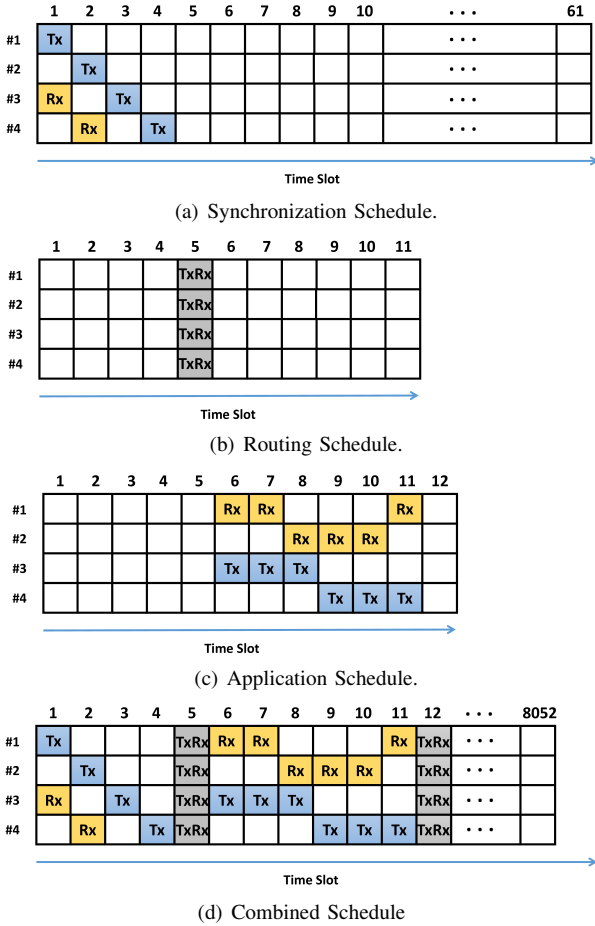 1 2 3 4 5 6 7 8 9 10 · · · 61
#1 Tx · · ·
#2 Tx · · ·
#3 Rx Tx · · ·
#4 Rx Tx · · ·
Time Slot
(a) Synchronization Schedule.
1 2 3 4 5 6 7 8 9 10 11
#1 TxRx
#2 TxRx
#3 TxRx
#4 TxRx
Time Slot
(b) Routing Schedule.
1 2 3 4 5 6 7 8 9 10 11 12
#1 Rx Rx Rx
#2 Rx Rx Rx
#3 Tx Tx Tx
#4 Tx Tx Tx
Time Slot
(c) Application Schedule.
1 2 3 4 5 6 7 8 9 10 11 12 · · · 8052
#1 Tx TxRx Rx Rx Rx TxRx · · ·
#2 Tx TxRx Rx Rx Rx TxRx · · ·
#3 Rx Tx TxRx Tx Tx Tx TxRx · · ·
#4 Rx Tx TxRx Tx Tx Tx TxRx · · ·
Time Slot
(d) Combined Schedule